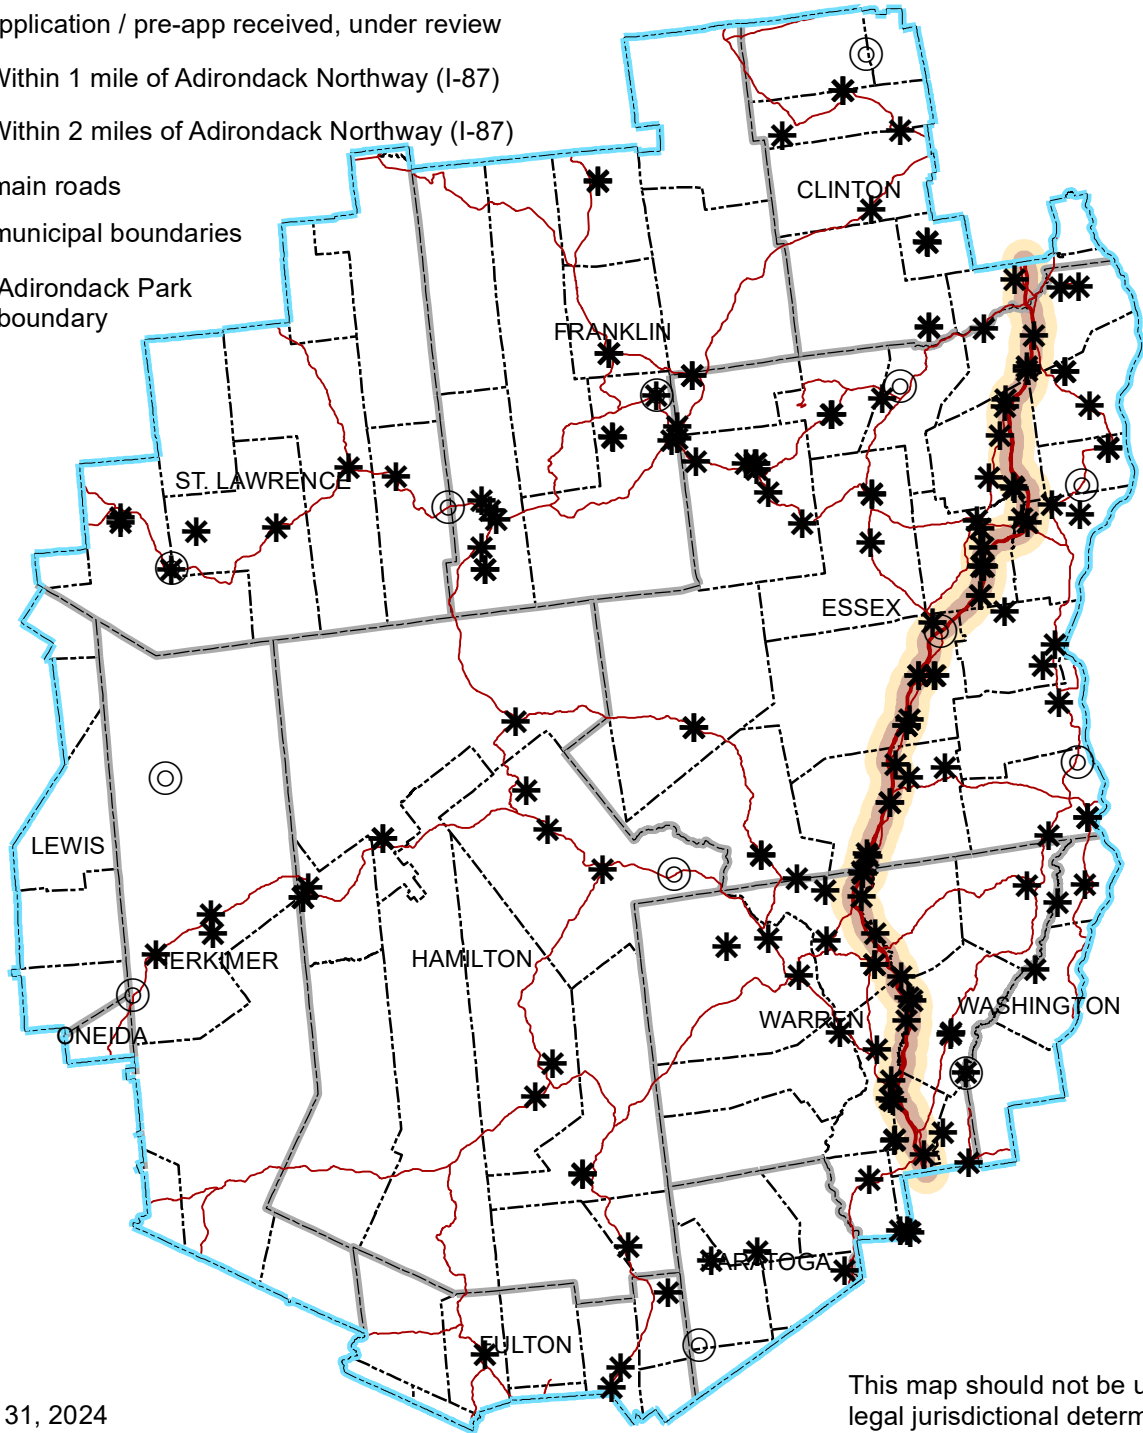 pplication / pre-app received, under review
Within 1 mile of Adirondack Northway (I-87)
Within 2 miles of Adirondack Northway (I-87)
main roads
municipal boundaries
Adirondack Park
boundary
CLINTON
FRANKLIN
ST. LAWRENCE
ESSEX
LEWIS
HERKIMER
HAMILTON
ONEIDA
WARREN
WASHINGTON
SARATOGA
FULTON
31, 2024
This map should not be u
legal jurisdictional determ